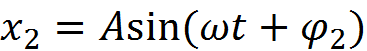 x₂ = Asin(ωt + φ₂)